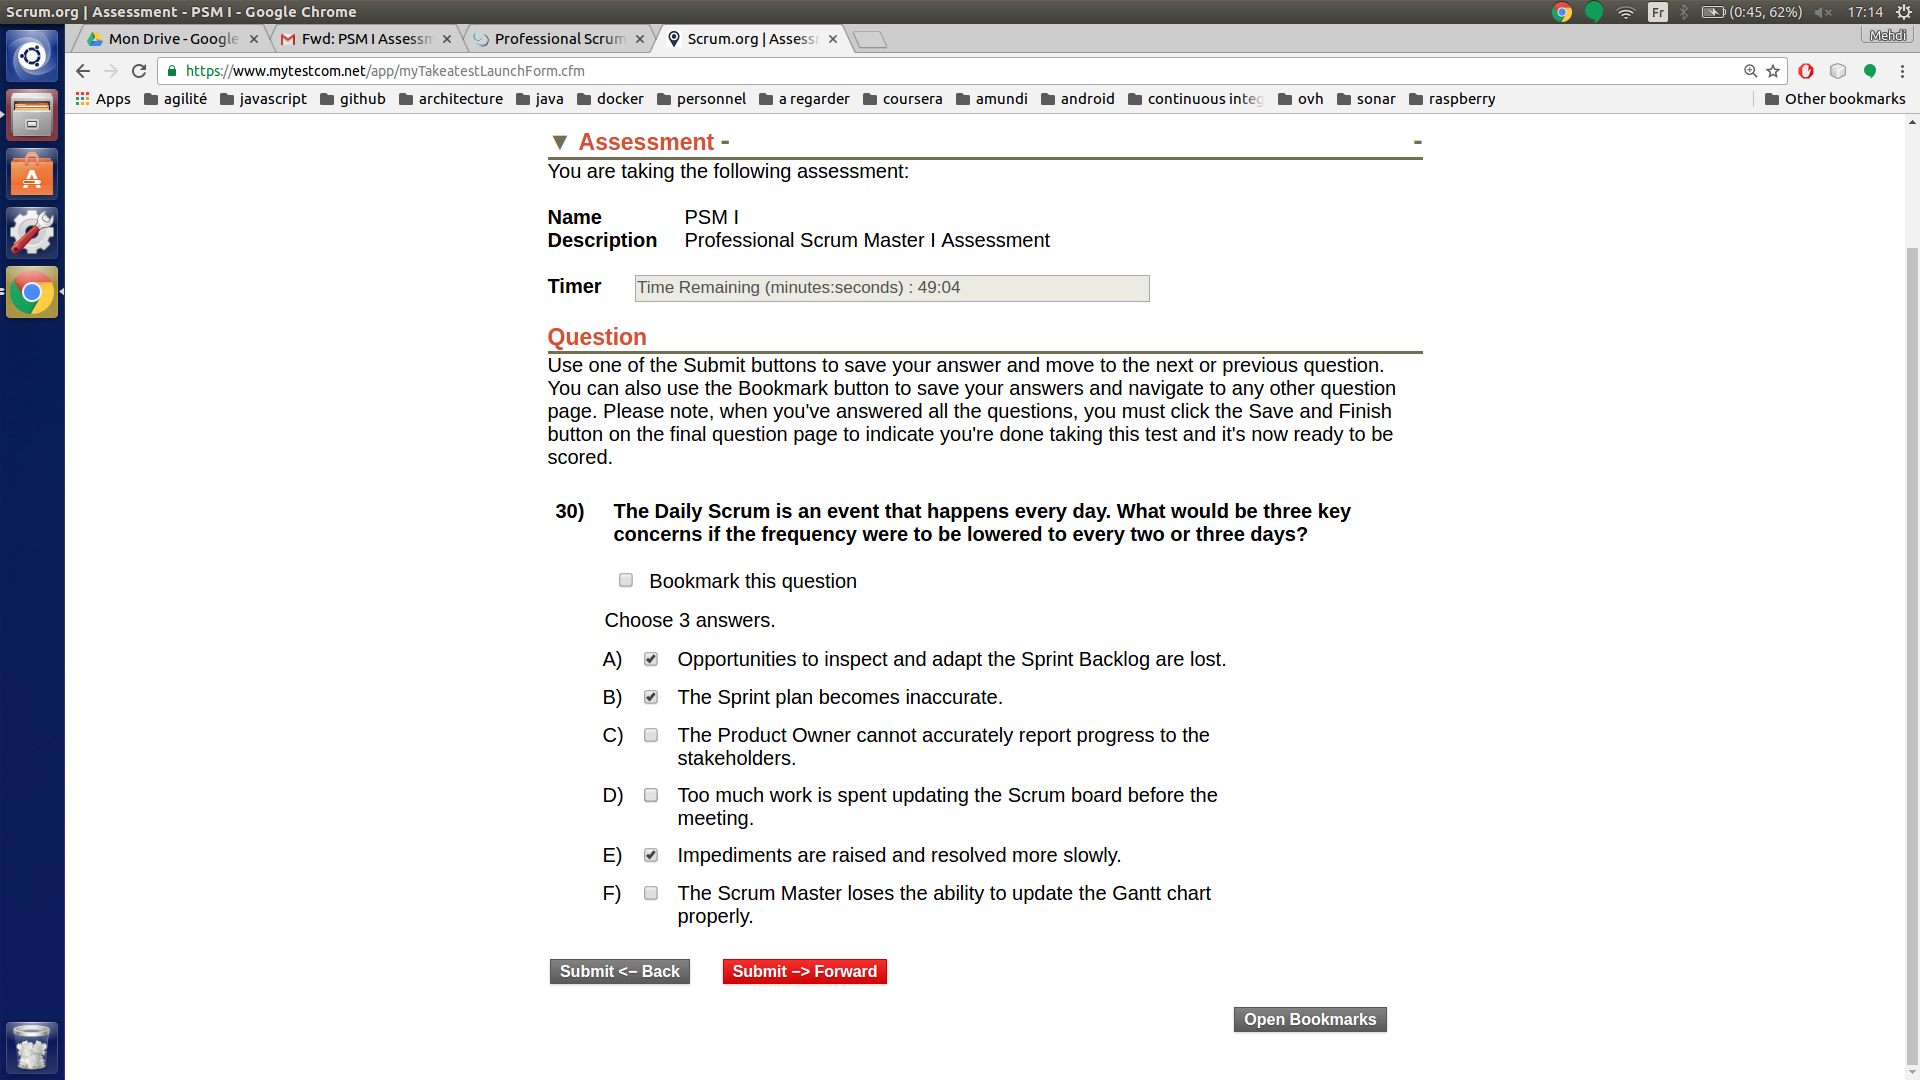 Scrum.org | Assessment - PSM I - Google Chrome
Fr
(0:45, 62%)
17:14
Mon Drive - Google
Fwd: PSM I Assessm
Professional Scrum
Scrum.org | Assess
Mehdi
https://www.mytestcom.net/app/myTakeatestLaunchForm.cfm
Apps agilité javascript github architecture java docker personnel a regarder coursera amundi android continuous integ ovh sonar raspberry Other bookmarks
▼ Assessment - -
You are taking the following assessment:
Name PSM I
Description Professional Scrum Master I Assessment
Timer Time Remaining (minutes:seconds) : 49:04
Question
Use one of the Submit buttons to save your answer and move to the next or previous question.
You can also use the Bookmark button to save your answers and navigate to any other question
page. Please note, when you've answered all the questions, you must click the Save and Finish
button on the final question page to indicate you're done taking this test and it's now ready to be
scored.
30) The Daily Scrum is an event that happens every day. What would be three key
concerns if the frequency were to be lowered to every two or three days?
Bookmark this question
Choose 3 answers.
A) Opportunities to inspect and adapt the Sprint Backlog are lost.
B) The Sprint plan becomes inaccurate.
C) The Product Owner cannot accurately report progress to the
stakeholders.
D) Too much work is spent updating the Scrum board before the
meeting.
E) Impediments are raised and resolved more slowly.
F) The Scrum Master loses the ability to update the Gantt chart
properly.
Submit <− Back Submit −> Forward
Open Bookmarks